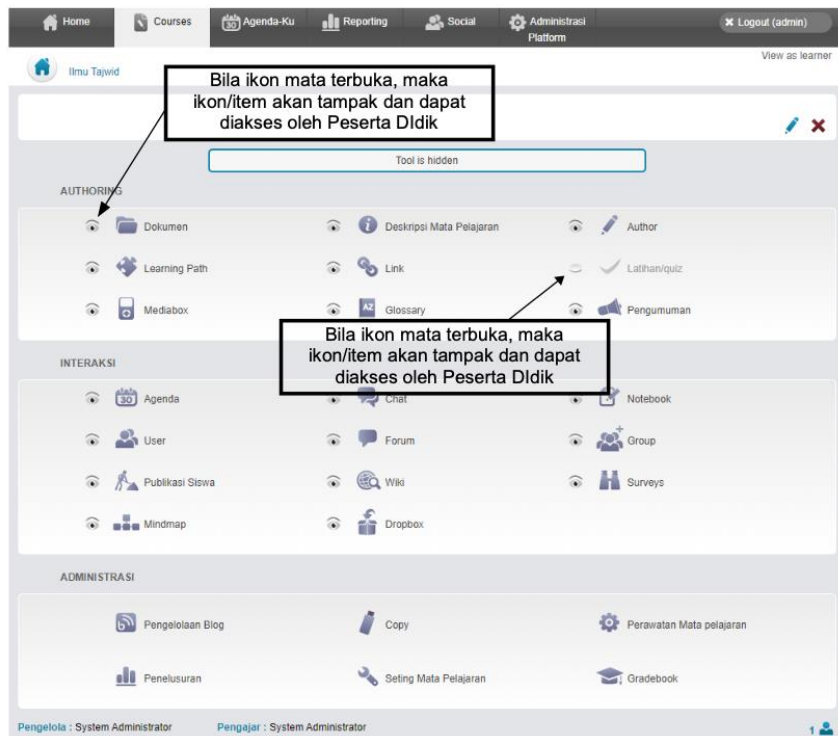 Home
Courses
Agenda-Ku
Reporting
Social
Administrasi
Platform
Logout (admin)
View as learner
Ilmu Tajwid
Bila ikon mata terbuka, maka
ikon/item akan tampak dan dapat
diakses oleh Peserta DIdik
Tool is hidden
AUTHORING
Dokumen
Deskripsi Mata Pelajaran
Author
Learning Path
Link
Latihan/quiz
Mediabox
AZ
Glossary
Pengumuman
Bila ikon mata terbuka, maka
ikon/item akan tampak dan dapat
diakses oleh Peserta DIdik
INTERAKSI
30
Agenda
Chat
Notebook
User
Forum
Group
Publikasi Siswa
Wiki
Surveys
Mindmap
Dropbox
ADMINISTRASI
Pengelolaan Blog
Copy
Perawatan Mata pelajaran
Penelusuran
Seting Mata Pelajaran
Gradebook
Pengelola : System Administrator
Pengajar : System Administrator
1